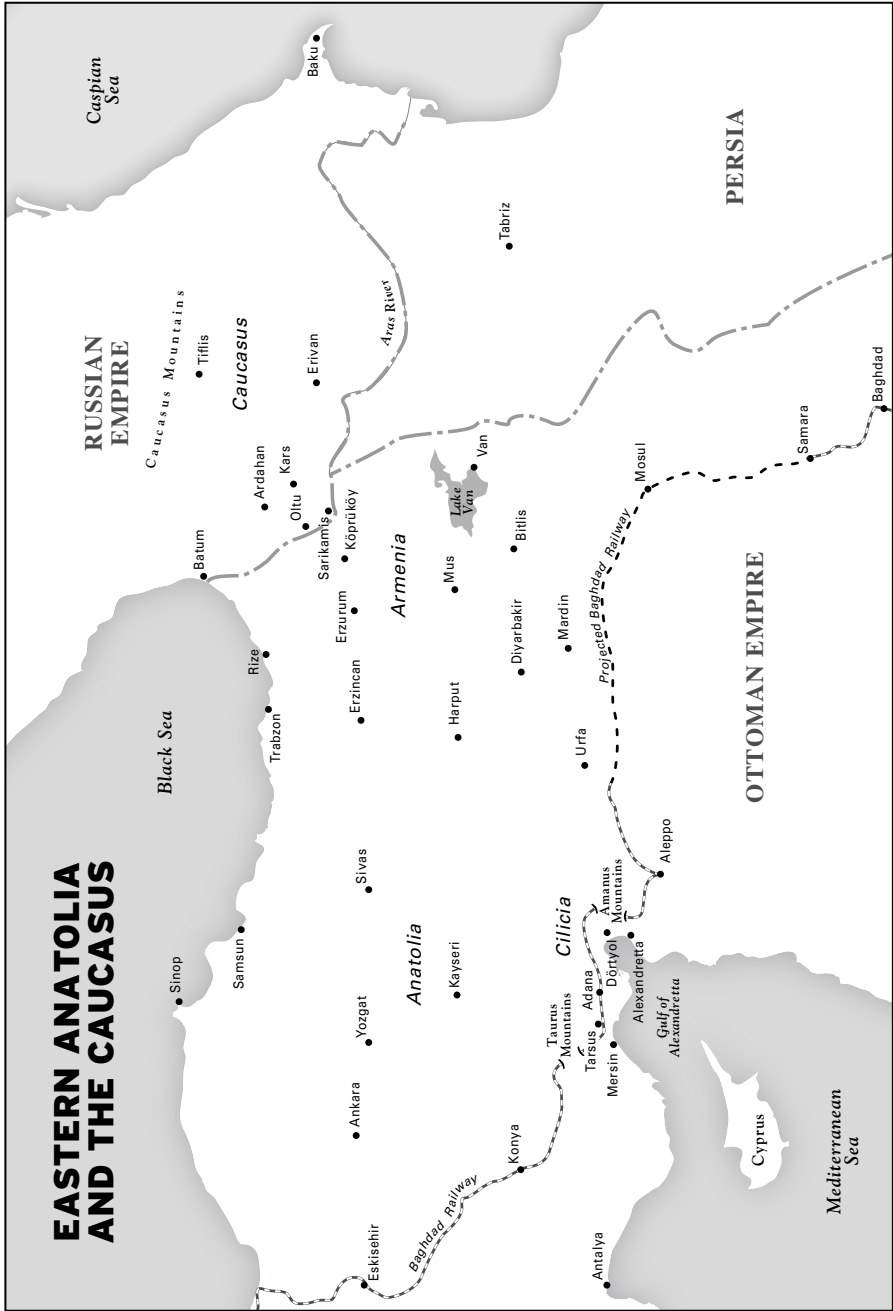 EASTERN ANATOLIA
AND THE CAUCASUS
Caspian
Sea
RUSSIAN
EMPIRE
Caucasus Mountains
Black Sea
Sinop
Batum
Tiflis
Caucasus
Baku
Samsun
Trabzon
Rize
Ardahan
Oltu
Kars
Erivan
Sarikamis
Köprüköy
Aras River
Eskisehir
Ankara
Yozgat
Sivas
Erzincan
Erzurum
Armenia
Anatolia
Kayseri
Harput
Mus
Lake
Van
Van
Tabriz
Baghdad Railway
Konya
Diyarbakir
Bitlis
Mardin
Urfa
Taurus
Mountains
Cilicia
Tarsus
Adana
Dörtyol
Amanus
Mountains
Mersin
Alexandretta
Gulf of
Alexandretta
Antalya
Aleppo
Projected Baghdad Railway
Mosul
PERSIA
OTTOMAN EMPIRE
Cyprus
Samara
Baghdad
Mediterranean
Sea